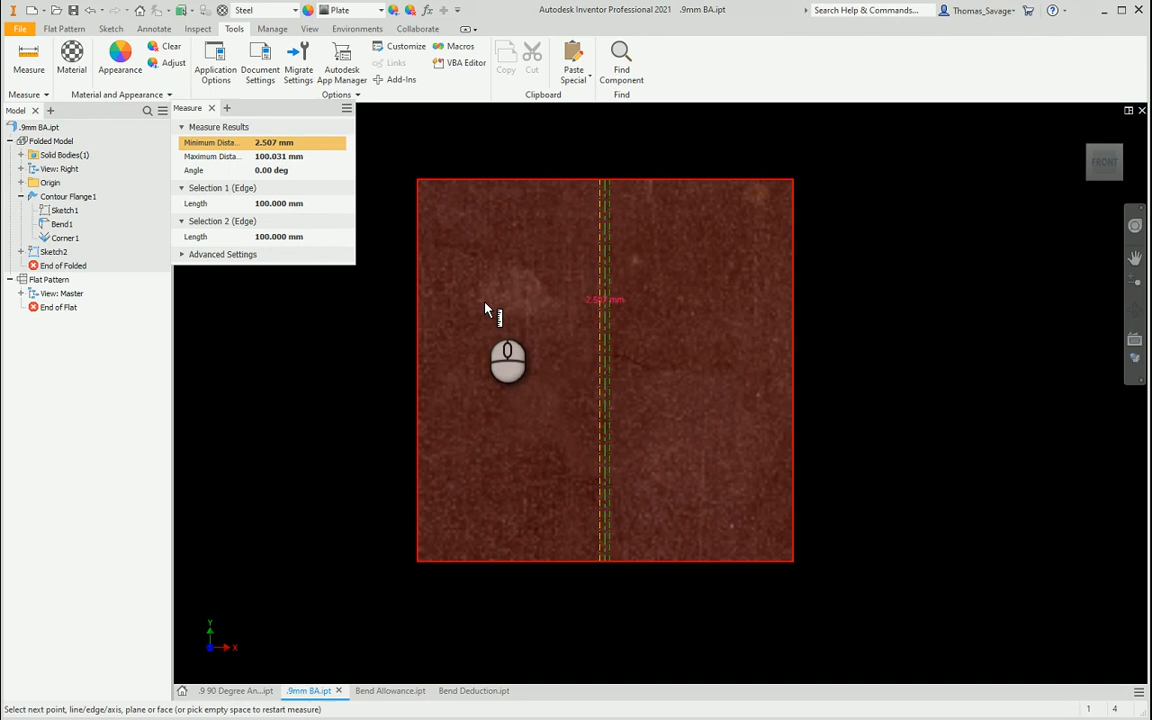 Steel
Plate
Autodesk Inventor Professional 2021 .9mm BA.ipt
Search Help & Commands...
Thomas_Savage
File Flat Pattern Sketch Annotate Inspect Tools Manage View Environments Collaborate
Measure
Material
Appearance
Clear
Adjust
Application Options
Document Settings
Migrate Settings
Autodesk App Manager
Customize
Links
Add-Ins
Macros
VBA Editor
Copy
Cut
Paste Special
Find Component
Measure
Material and Appearance
Options
Clipboard
Find
Model
.9mm BA.ipt
Folded Model
Solid Bodies(1)
View: Right
Origin
Contour Flange1
Sketch1
Bend1
Corner1
Sketch2
End of Folded
Flat Pattern
View: Master
End of Flat
Measure
Measure Results
Minimum Dista... 2.507 mm
Maximum Dista... 100.031 mm
Angle 0.00 deg
Selection 1 (Edge)
Length 100.000 mm
Selection 2 (Edge)
Length 100.000 mm
Advanced Settings
2.507 mm
FRONT
Y
X
.9 90 Degree An...ipt .9mm BA.ipt Bend Allowance.ipt Bend Deduction.ipt
Select next point, line/edge/axis, plane or face (or pick empty space to restart measure)
1 4